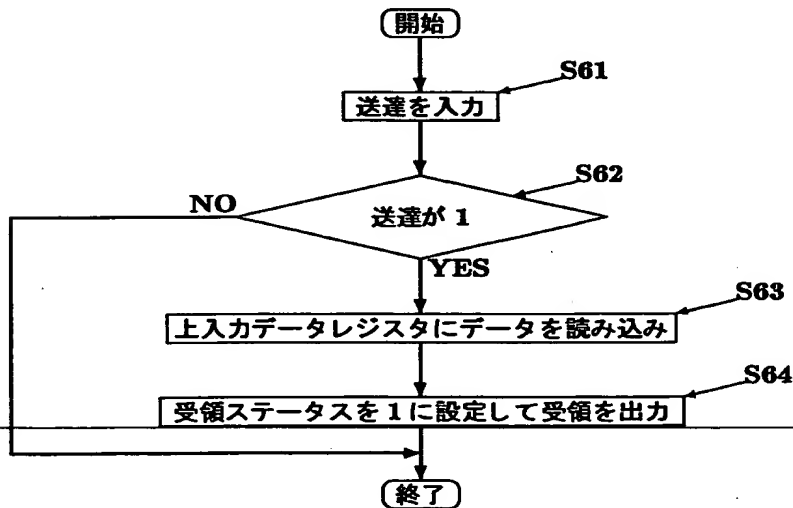 開始
S61
送達を入力
S62
NO
送達が 1
YES
S63
上入力データレジスタにデータを読み込み
S64
受領ステータスを1に設定して受領を出力
終了